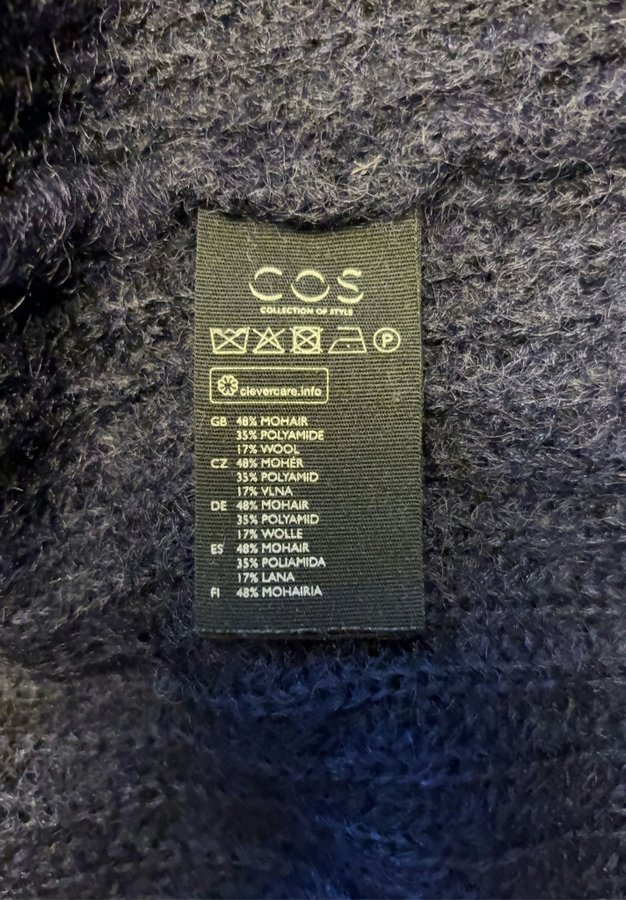 COS
COLLECTION OF STYLE
P
clevercare.info
GB 48% MOHAIR
35% POLYAMIDE
17% WOOL
CZ 48% MOHÉR
35% POLYAMID
17% VLNA
DE 48% MOHAIR
35% POLYAMID
17% WOLLE
ES 48% MOHAIR
35% POLIAMIDA
17% LANA
FI 48% MOHAIRIA